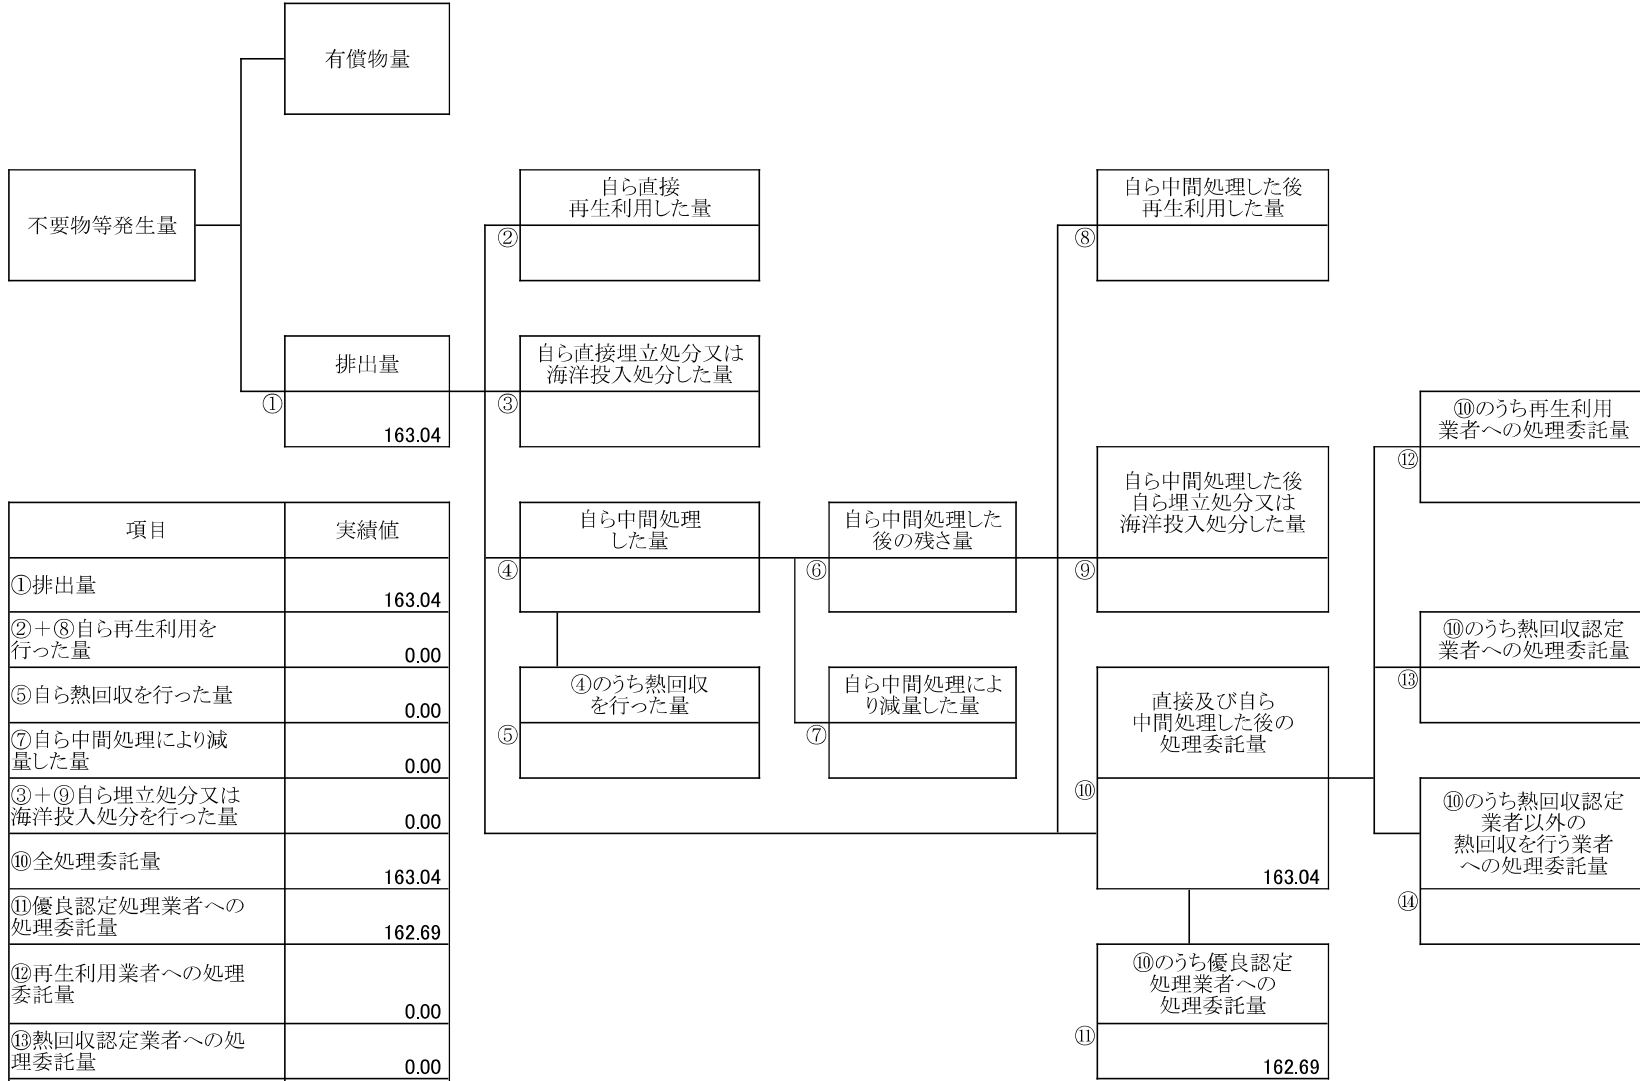 有償物量
不要物等発生量
排出量
①
163.04
自ら直接
再生利用した量
②
自ら直接埋立処分又は
海洋投入処分した量
③
自ら中間処理
した量
④
④のうち熱回収
を行った量
⑤
自ら中間処理した
後の残さ量
⑥
自ら中間処理によ
り減量した量
⑦
自ら中間処理した後
再生利用した量
⑧
自ら中間処理した後
自ら埋立処分又は
海洋投入処分した量
⑨
直接及び自ら
中間処理した後の
処理委託量
⑩
163.04
⑩のうち優良認定
処理業者への
処理委託量
⑪
162.69
⑩のうち再生利用
業者への処理委託量
⑫
⑩のうち熱回収認定
業者への処理委託量
⑬
⑩のうち熱回収認定
業者以外の
熱回収を行う業者
への処理委託量
⑭
項目 実績値
①排出量 163.04
②＋⑧自ら再生利用を
行った量 0.00
⑤自ら熱回収を行った量 0.00
⑦自ら中間処理により減
量した量 0.00
③＋⑨自ら埋立処分又は
海洋投入処分を行った量 0.00
⑩全処理委託量 163.04
⑪優良認定処理業者への
処理委託量 162.69
⑫再生利用業者への処理
委託量 0.00
⑬熱回収認定業者への処
理委託量 0.00